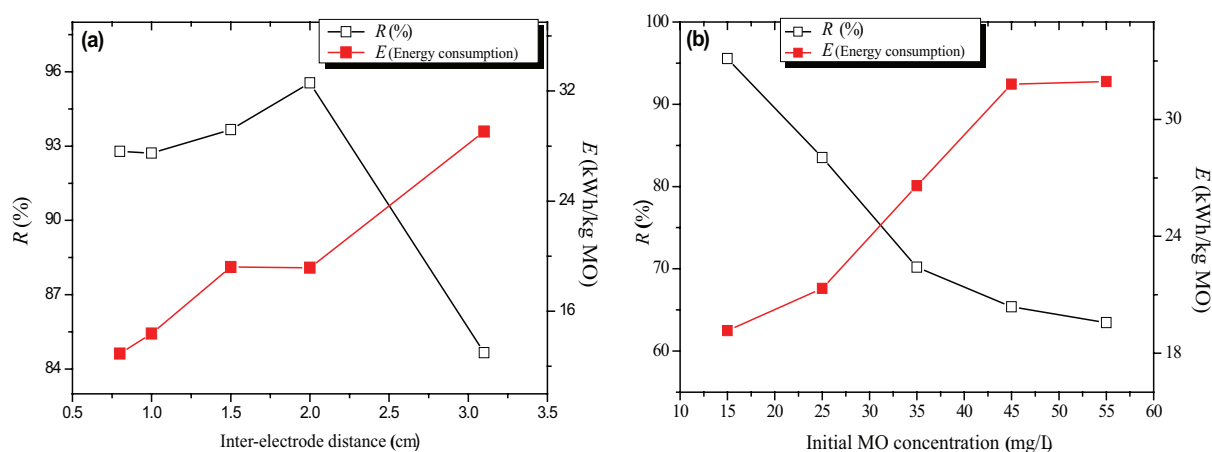 (a)
R (%)
E (Energy consumption)
96
93
90
87
84
R (%)
32
24
16
E (kWh/kg MO)
0.5 1.0 1.5 2.0 2.5 3.0 3.5
Inter-electrode distance (cm)
(b)
R (%)
E (Energy consumption)
100
90
80
70
60
R (%)
30
24
18
E (kWh/kg MO)
10 15 20 25 30 35 40 45 50 55 60
Initial MO concentration (mg/L)